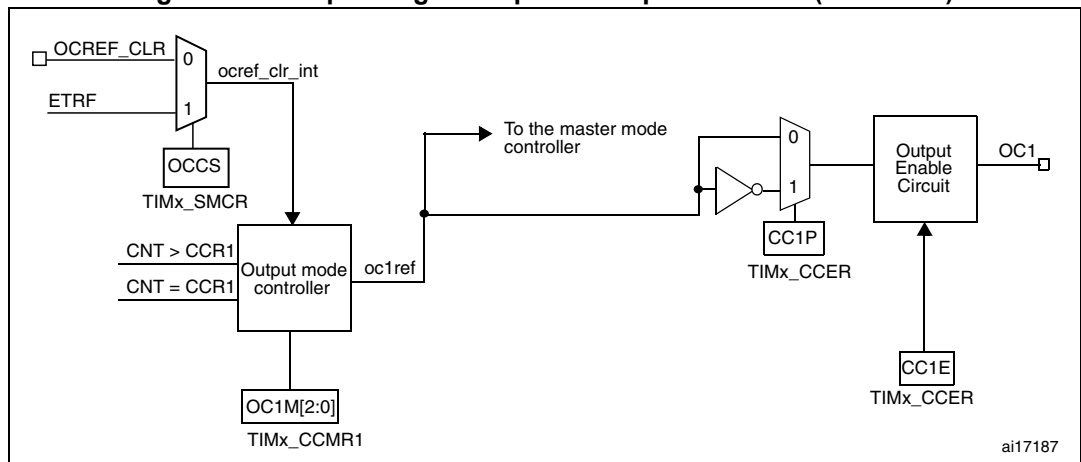 OCREF_CLR
0
ocref_clr_int
ETRF
1
OCCS
TIMx_SMCR
To the master mode
controller
0
1
CC1P
TIMx_CCER
Output
Enable
Circuit
OC1
CNT > CCR1
CNT = CCR1
Output mode
controller
oc1ref
OC1M[2:0]
TIMx_CCMR1
CC1E
TIMx_CCER
ai17187